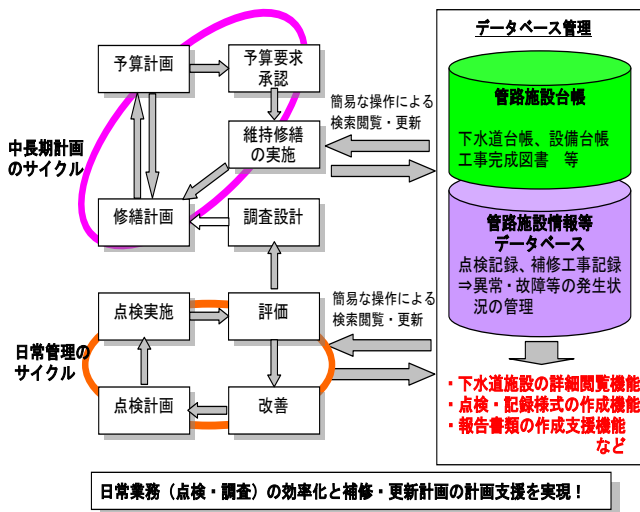 データベース管理
予算計画
予算要求
承認
管路施設台帳
簡易な操作による
検索閲覧・更新
下水道台帳、設備台帳
工事完成図書 等
維持修繕
の実施
中長期計画
のサイクル
修繕計画
調査設計
管路施設情報等
データベース
点検記録、補修工事記録
⇒異常・故障等の発生状
況の管理
点検実施
評価
簡易な操作による
検索閲覧・更新
日常管理の
サイクル
点検計画
改善
・下水道施設の詳細閲覧機能
・点検・記録様式の作成機能
・報告書類の作成支援機能
など
日常業務（点検・調査）の効率化と補修・更新計画の計画支援を実現！